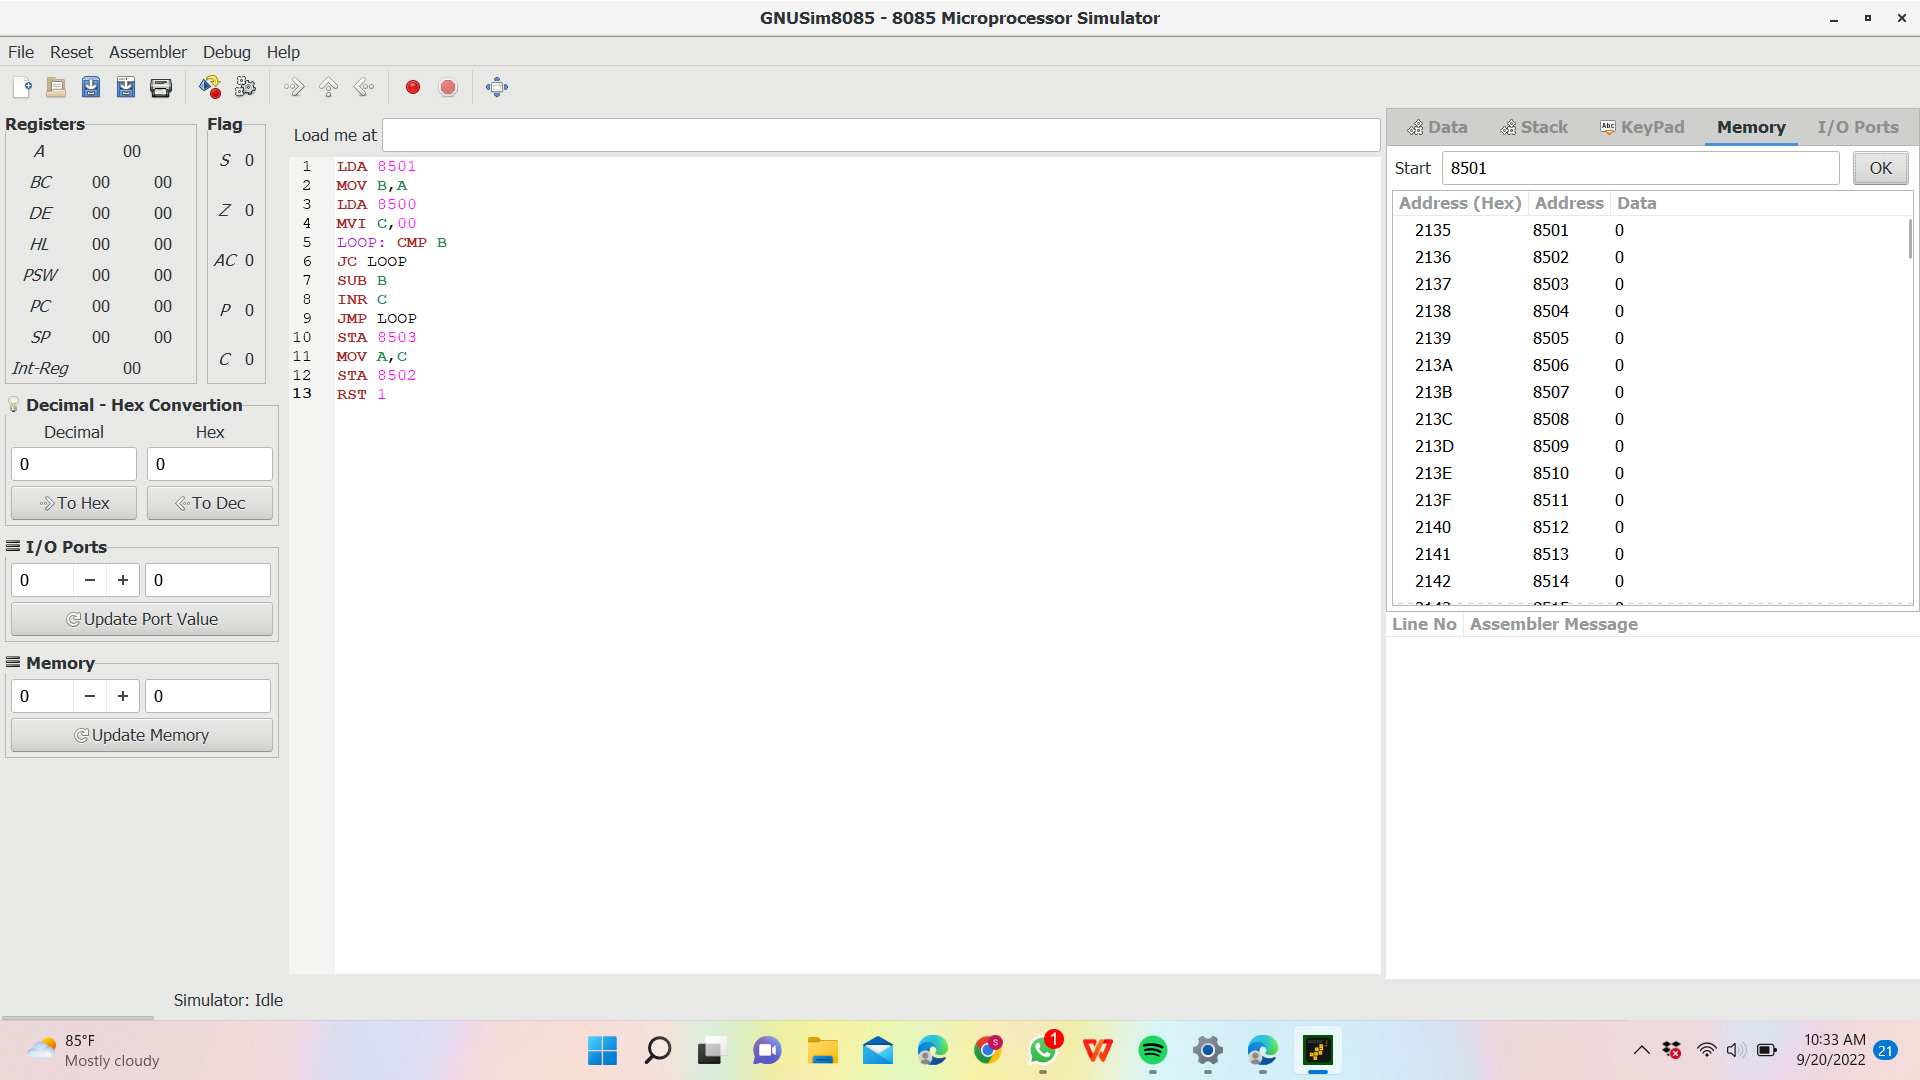 GNUSim8085 - 8085 Microprocessor Simulator
File Reset Assembler Debug Help
Registers
A 00
BC 00 00
DE 00 00
HL 00 00
PSW 00 00
PC 00 00
SP 00 00
Int-Reg 00
Flag
S 0
Z 0
AC 0
P 0
C 0
Decimal - Hex Convertion
Decimal Hex
0 0
To Hex To Dec
I/O Ports
0 − + 0
Update Port Value
Memory
0 − + 0
Update Memory
Load me at
1 LDA 8501
2 MOV B,A
3 LDA 8500
4 MVI C,00
5 LOOP: CMP B
6 JC LOOP
7 SUB B
8 INR C
9 JMP LOOP
10 STA 8503
11 MOV A,C
12 STA 8502
13 RST 1
Data Stack Abc KeyPad Memory I/O Ports
Start 8501 OK
Address (Hex) Address Data
2135 8501 0
2136 8502 0
2137 8503 0
2138 8504 0
2139 8505 0
213A 8506 0
213B 8507 0
213C 8508 0
213D 8509 0
213E 8510 0
213F 8511 0
2140 8512 0
2141 8513 0
2142 8514 0
2143 8515 0
Line No Assembler Message
Simulator: Idle
85°F
Mostly cloudy
S
1
W
10:33 AM
9/20/2022
21